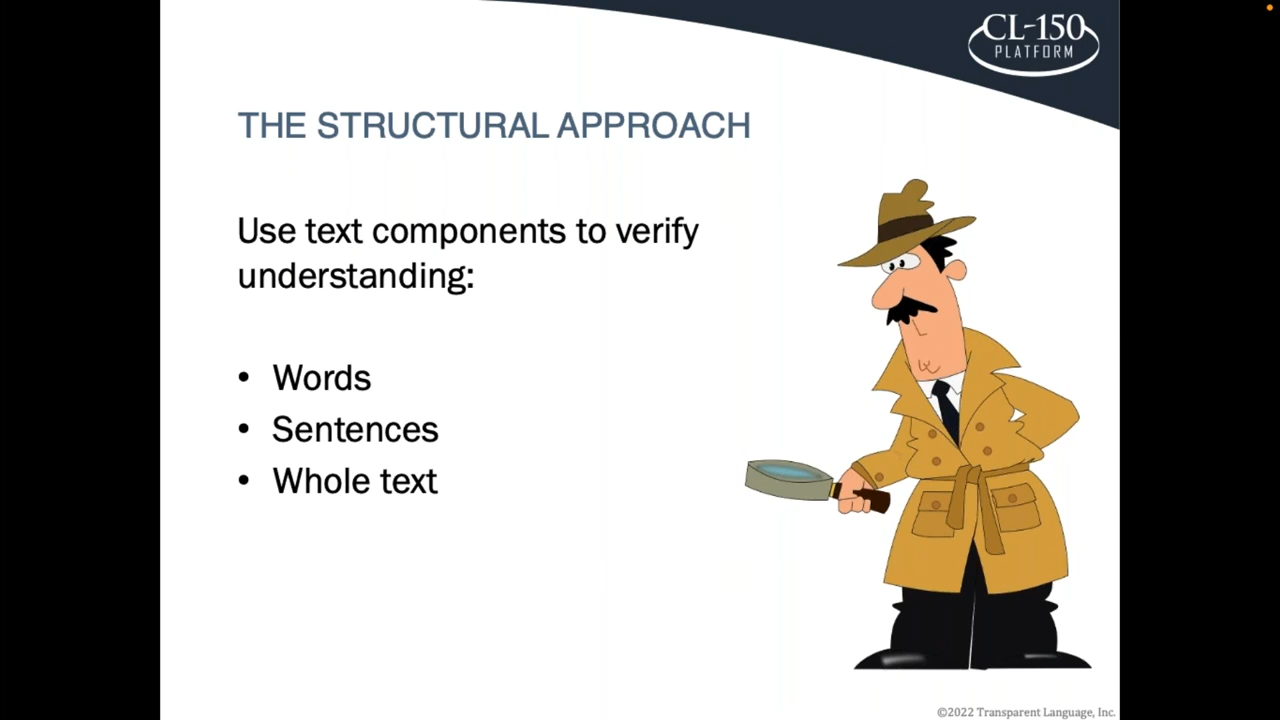 CL-150
PLATFORM
THE STRUCTURAL APPROACH
Use text components to verify
understanding:
• Words
• Sentences
• Whole text
©2022 Transparent Language, Inc.